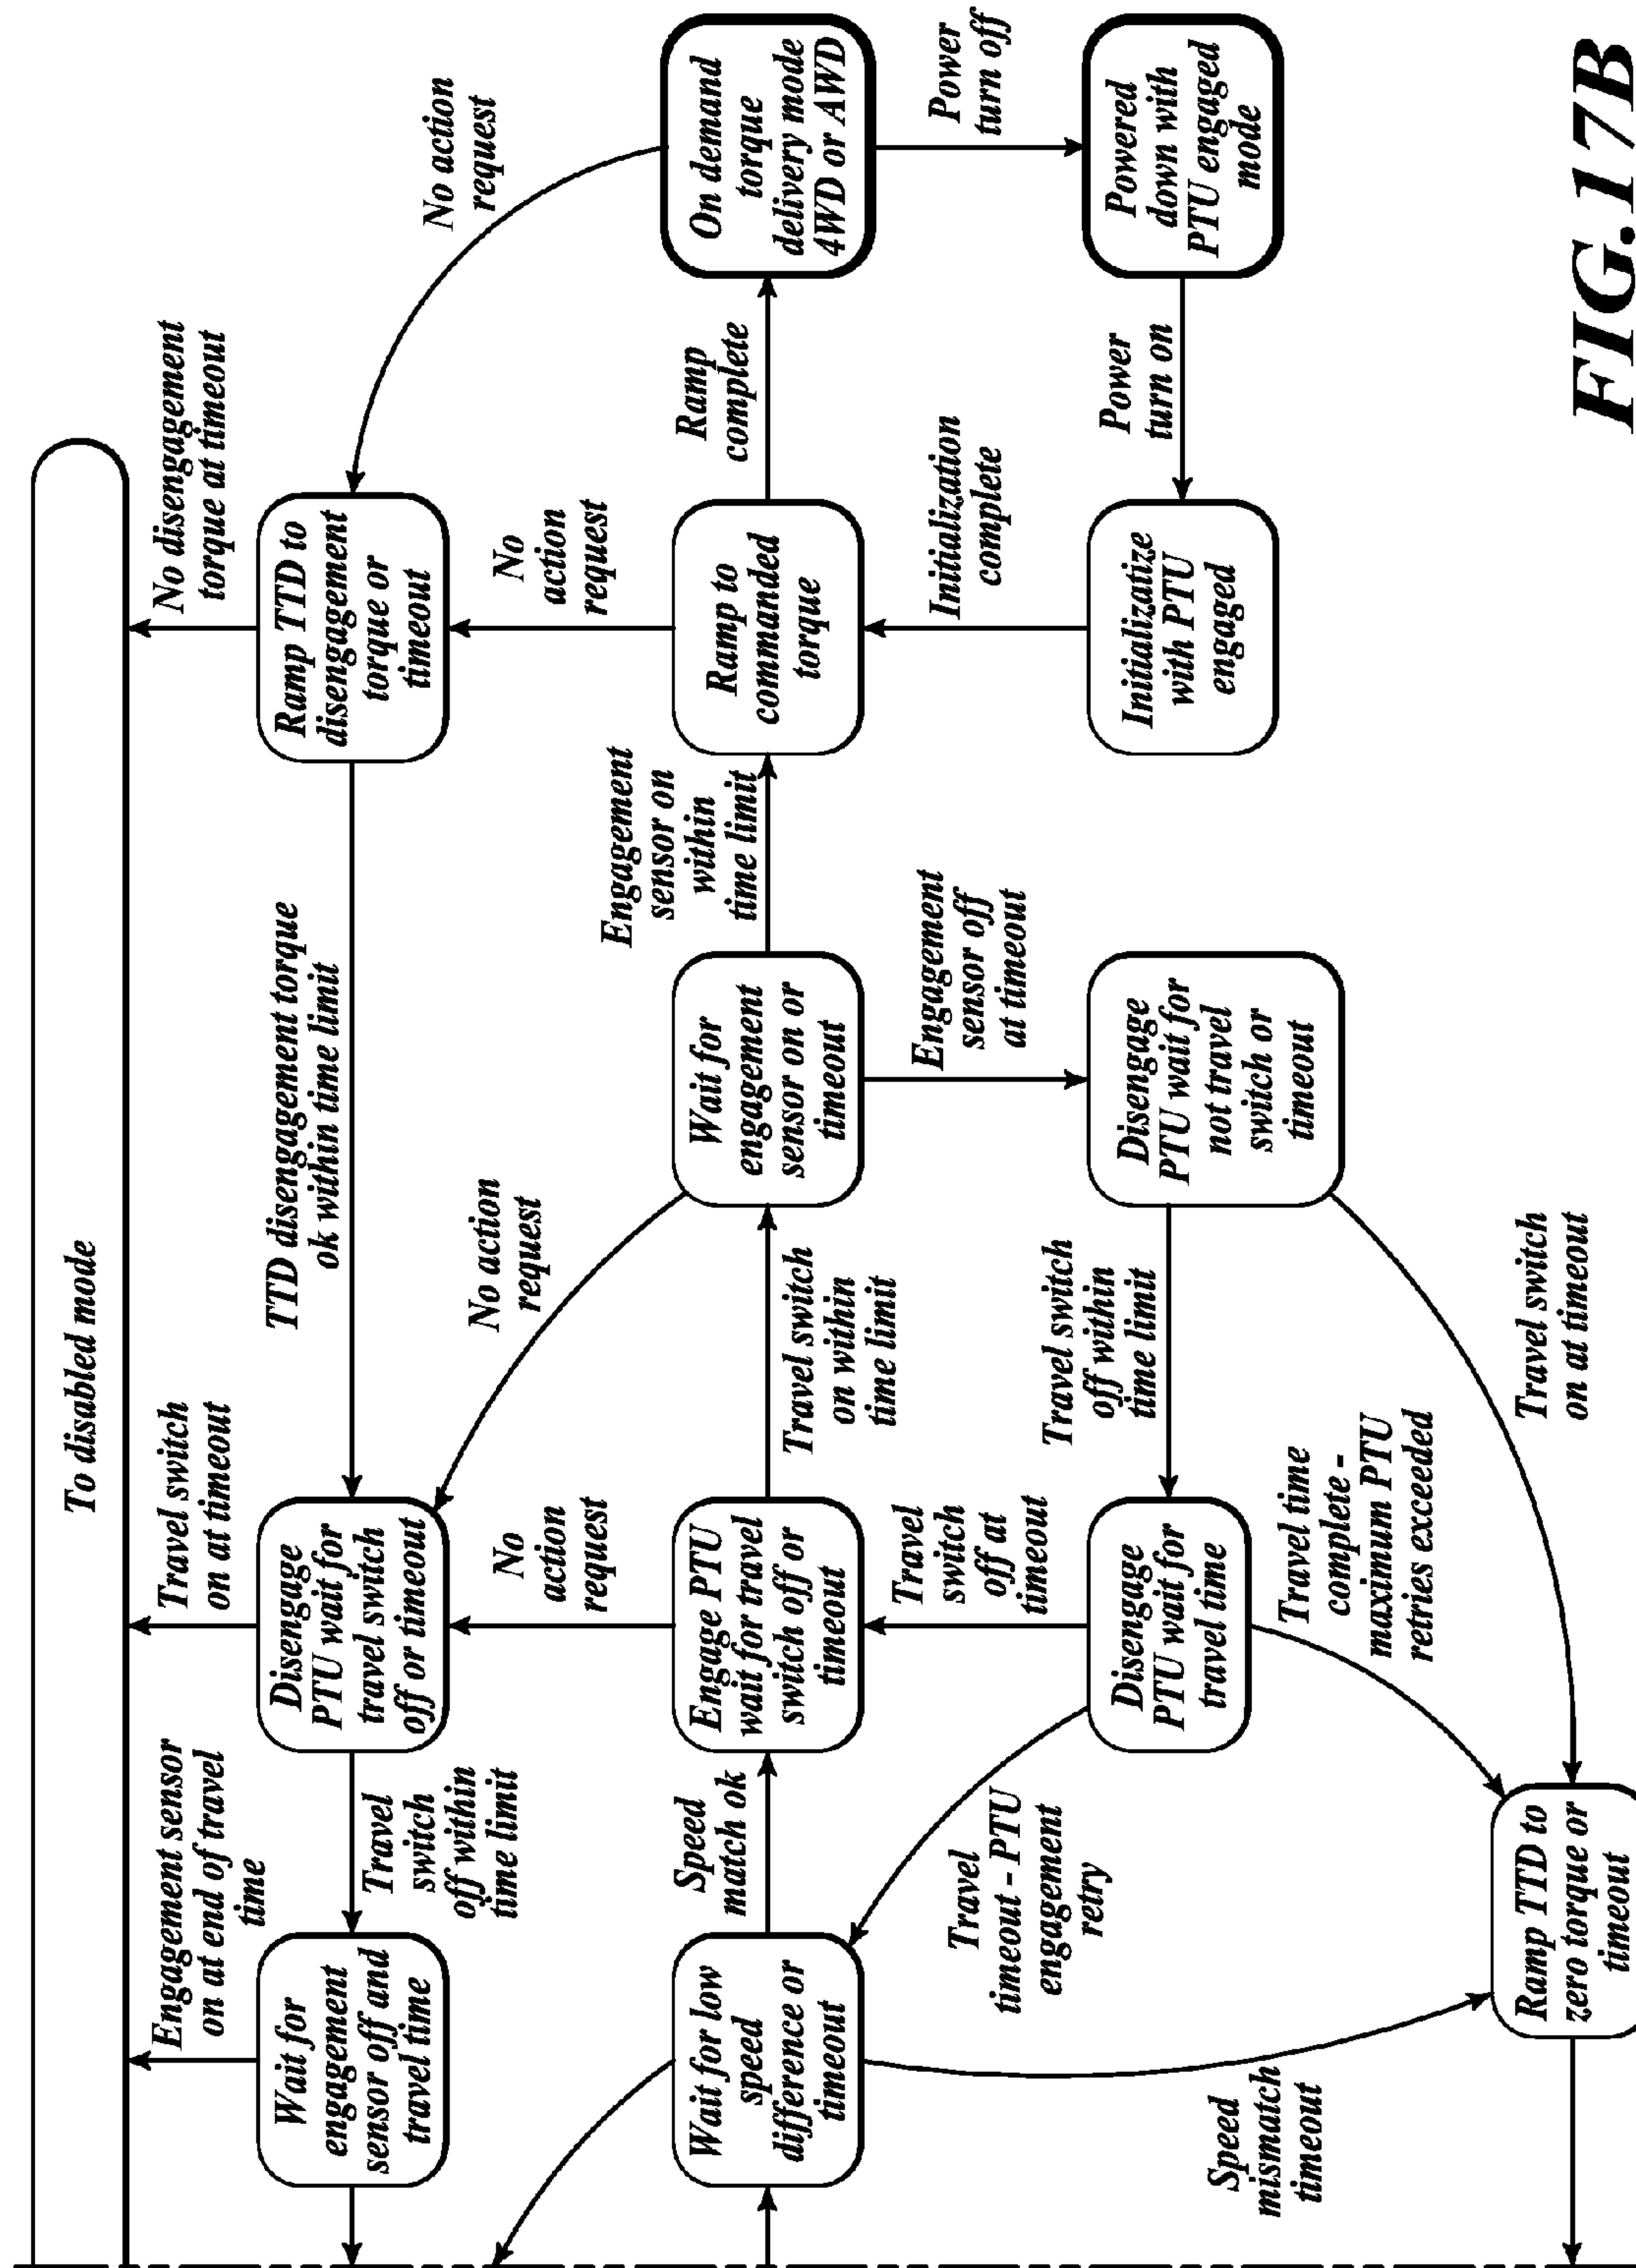 To disabled mode
Engagement sensor
on at end of travel
time
Travel switch
on at timeout
No disengagement
torque at timeout
Wait for
engagement
sensor off and
travel time
Travel
switch
off within
time limit
Disengage
PTU wait for
travel switch
off or timeout
TTD disengagement torque
ok within time limit
Ramp TTD to
disengagement
torque or
timeout
No action
request
No
action
request
No action
request
No
action
request
Wait for low
speed
difference or
timeout
Speed
match ok
Engage PTU
wait for travel
switch off or
timeout
Travel switch
on within
time limit
Wait for
engagement
sensor on or
timeout
Engagement
sensor on
within
time limit
Ramp to
commanded
torque
Ramp
complete
On demand
torque
delivery mode
4WD or AWD
Travel
timeout - PTU
engagement
retry
Travel
switch
off at
timeout
Engagement
sensor off
at timeout
Initialization
complete
Power
turn off
Disengage
PTU wait for
travel time
Travel switch
off within
time limit
Disengage
PTU wait for
not travel
switch or
timeout
Initializatize
with PTU
engaged
Power
turn on
Powered
down with
PTU engaged
mode
Speed
mismatch
timeout
Travel time
complete -
maximum PTU
retries exceeded
Travel switch
on at timeout
Ramp TTD to
zero torque or
timeout
FIG.17B